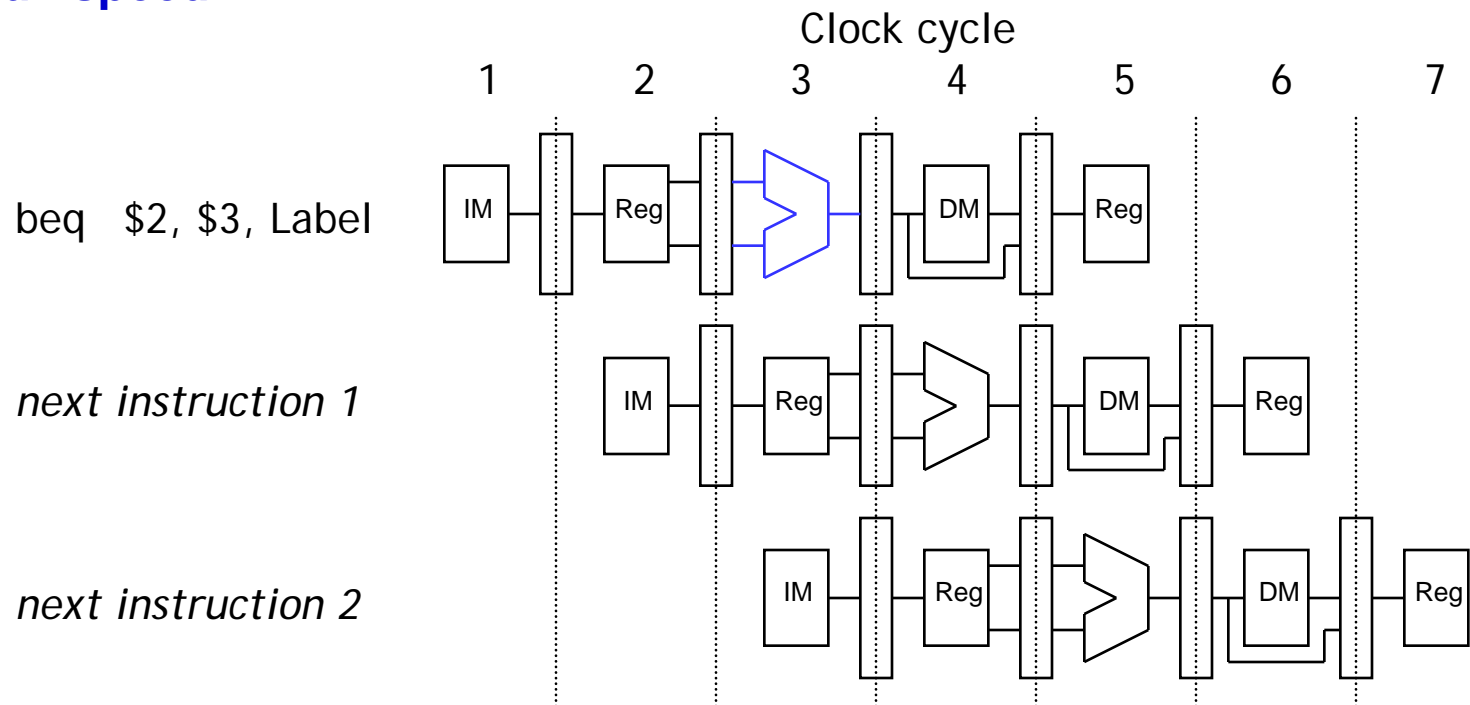 Clock cycle
1 2 3 4 5 6 7
beq $2, $3, Label IM Reg DM Reg
next instruction 1 IM Reg DM Reg
next instruction 2 IM Reg DM Reg